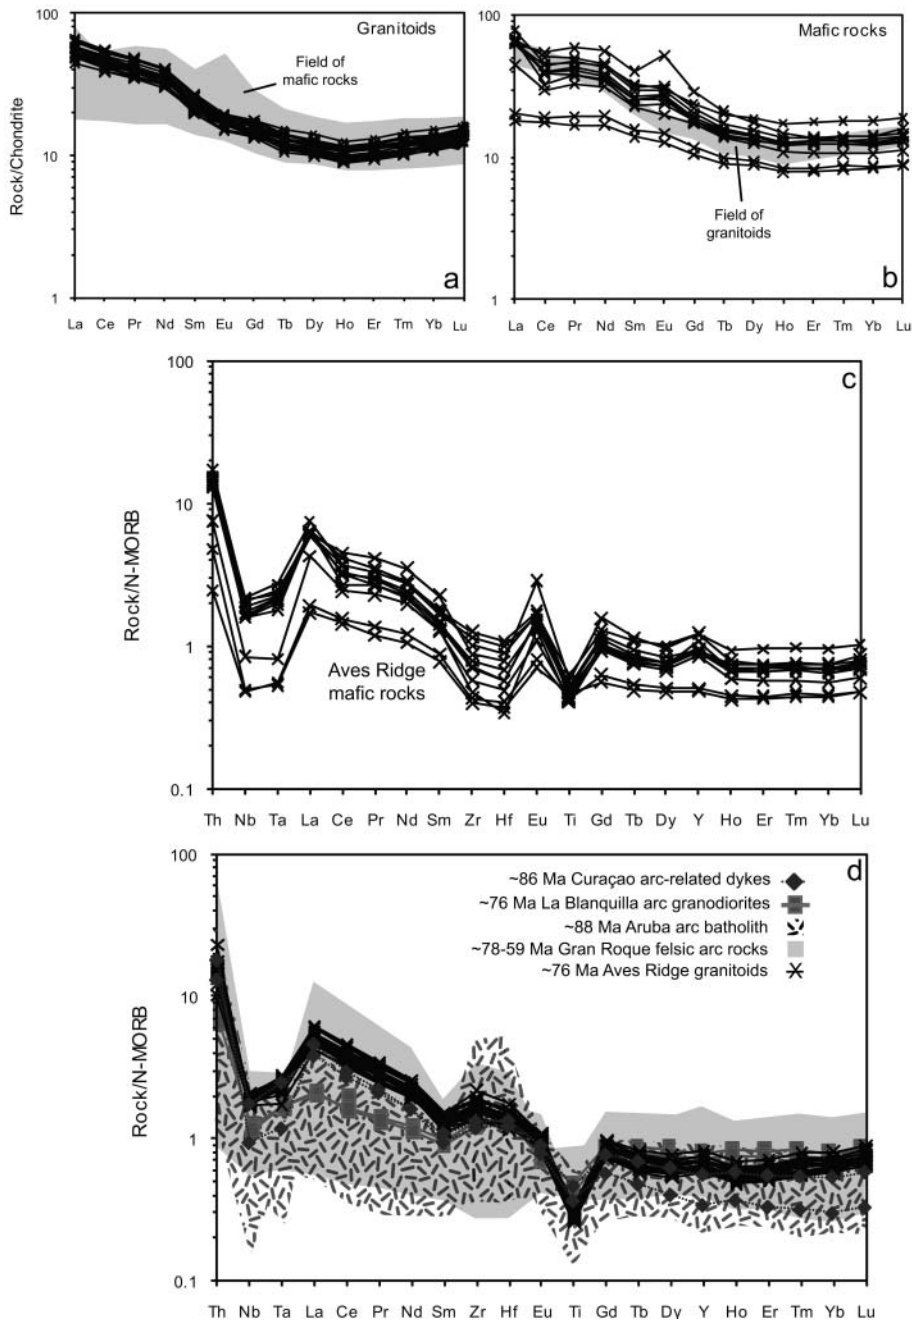 100
10
1
Rock/Chondrite
Granitoids
Field of
mafic rocks
a
La Ce Pr Nd Sm Eu Gd Tb Dy Ho Er Tm Yb Lu
100
10
1
Mafic rocks
Field of
granitoids
b
La Ce Pr Nd Sm Eu Gd Tb Dy Ho Er Tm Yb Lu
100
10
1
0.1
Rock/N-MORB
c
Aves Ridge
mafic rocks
Th Nb Ta La Ce Pr Nd Sm Zr Hf Eu Ti Gd Tb Dy Y Ho Er Tm Yb Lu
100
10
1
0.1
Rock/N-MORB
d
~86 Ma Curaçao arc-related dykes
~76 Ma La Blanquilla arc granodiorites
~88 Ma Aruba arc batholith
~78-59 Ma Gran Roque felsic arc rocks
~76 Ma Aves Ridge granitoids
Th Nb Ta La Ce Pr Nd Sm Zr Hf Eu Ti Gd Tb Dy Y Ho Er Tm Yb Lu